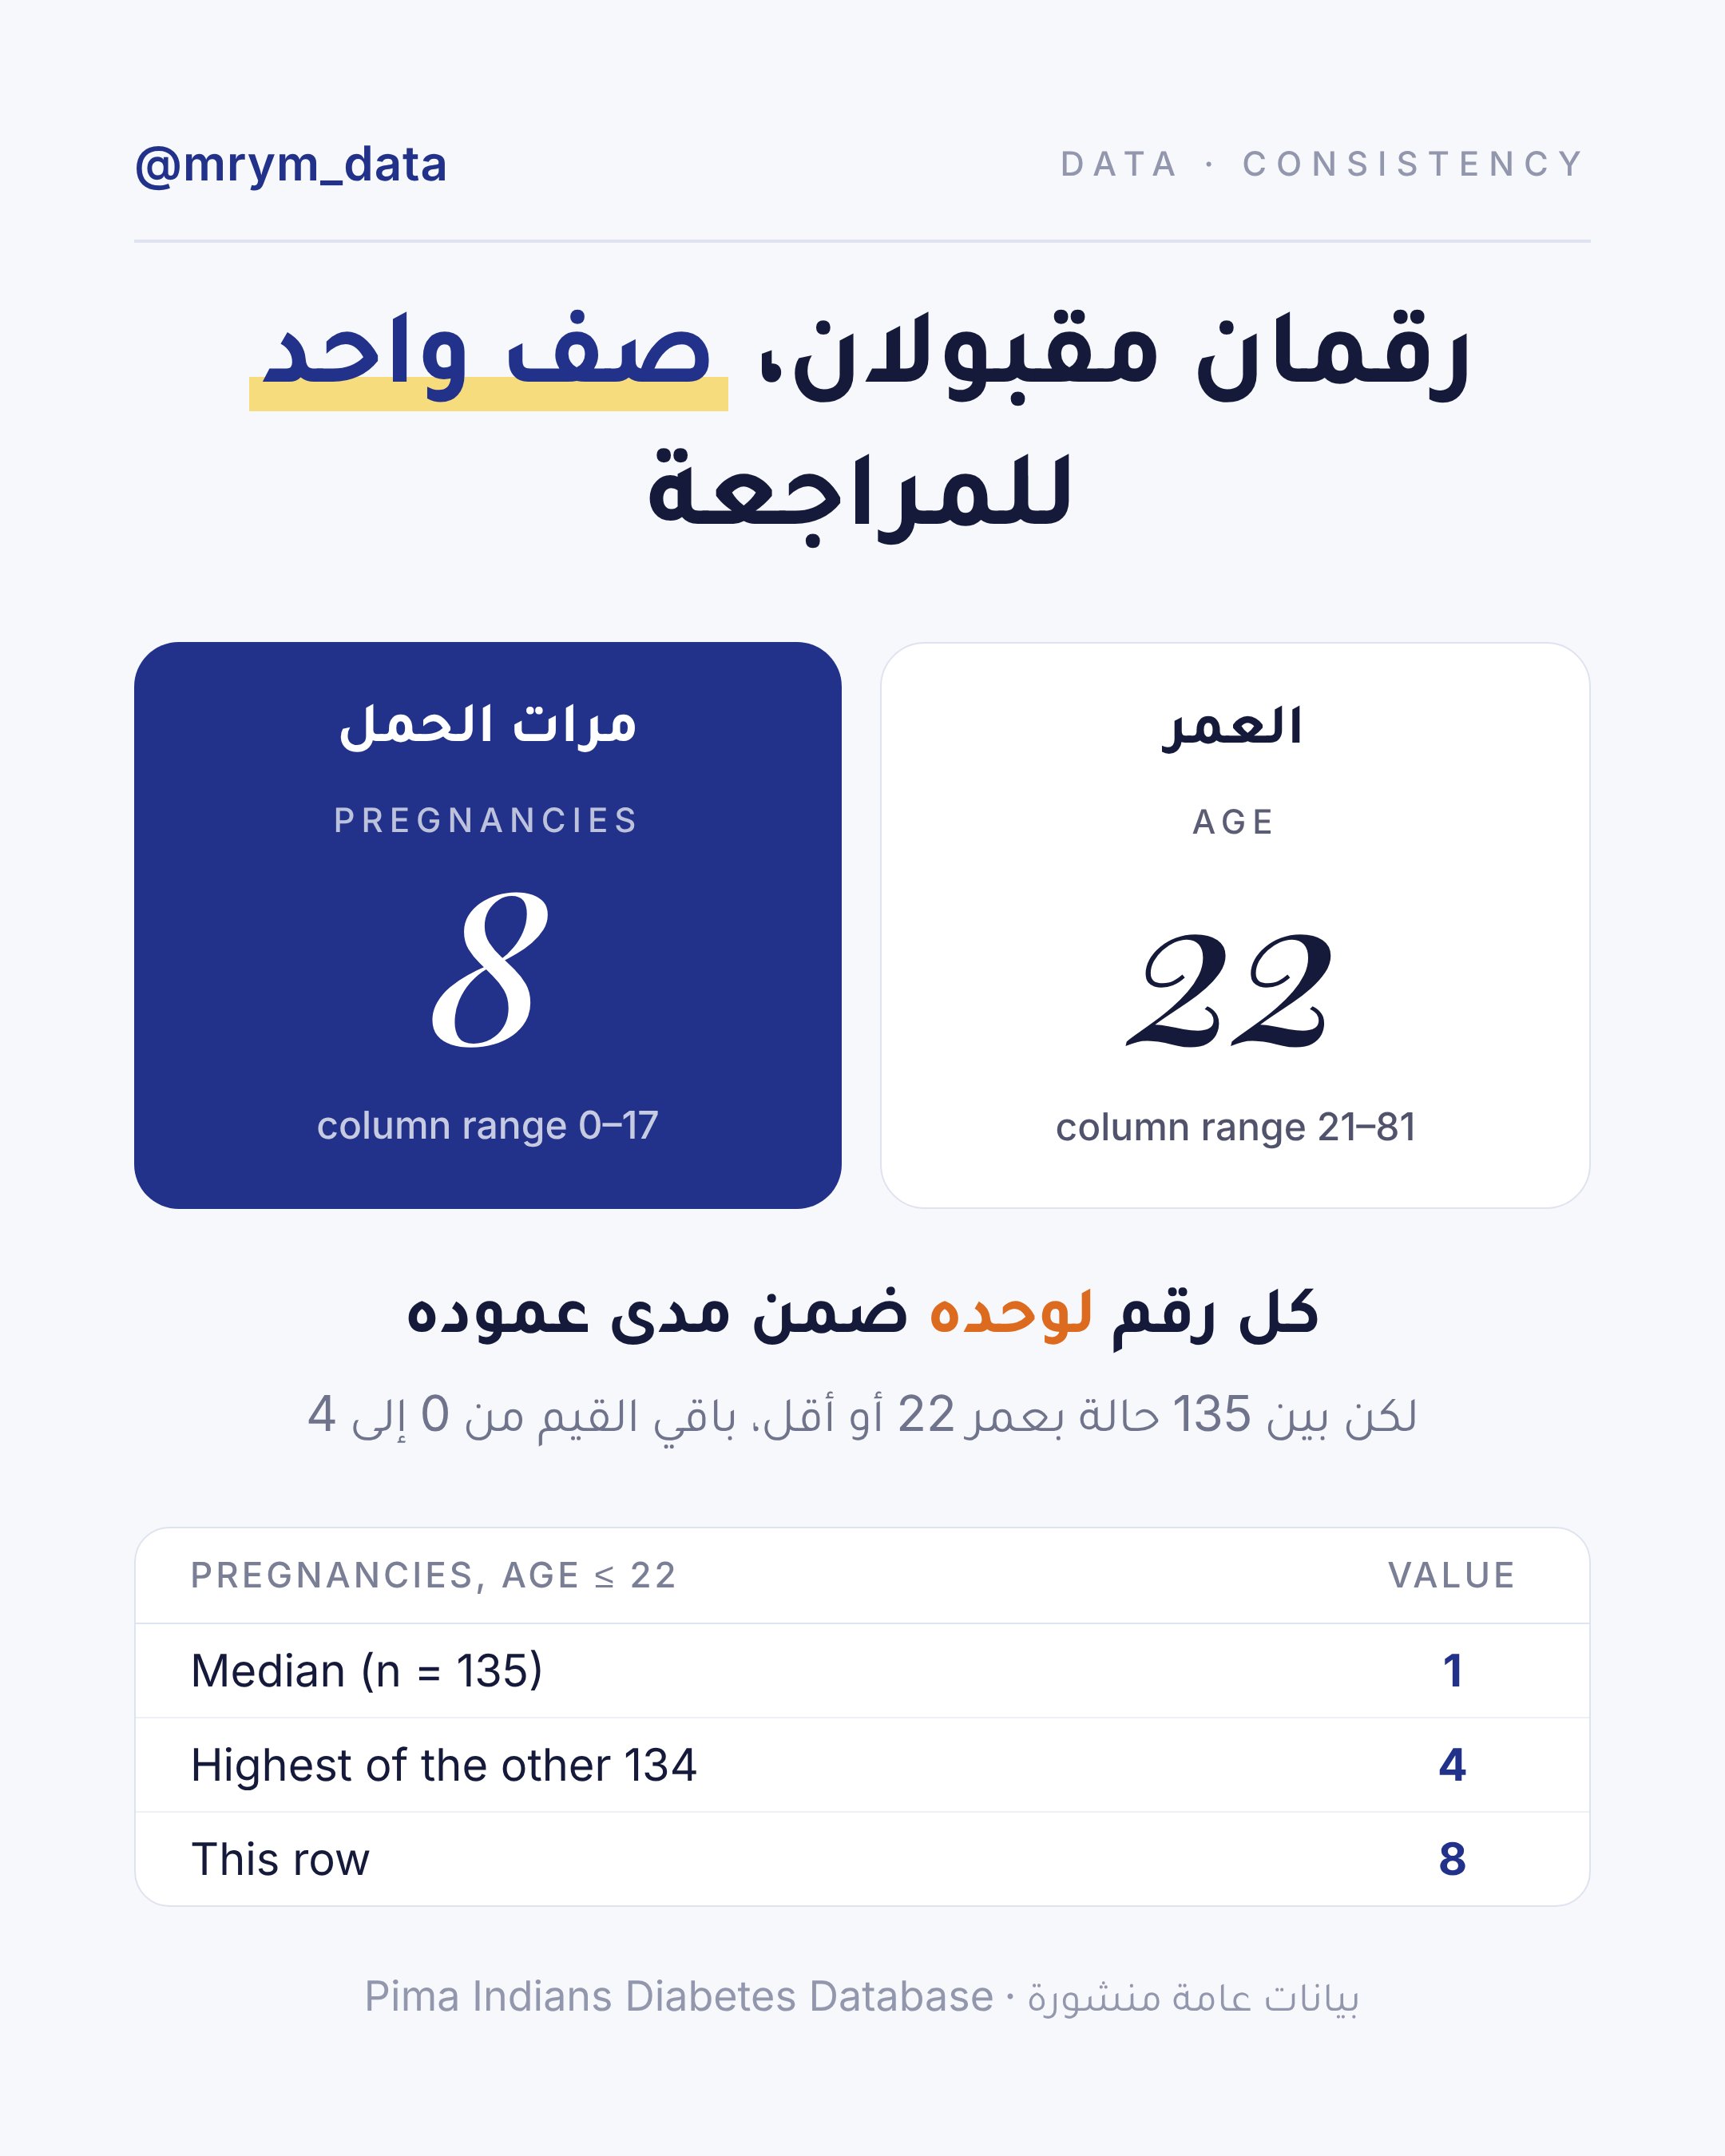 @mrym_data
DATA · CONSISTENCY
رقمان مقبولان، صف واحد
للمراجعة
العمر
AGE
22
column range 21–81
مرات الحمل
PREGNANCIES
8
column range 0–17
كل رقم لوحده ضمن مدى عموده
لكن بين 135 حالة بعمر 22 أو أقل، باقي القيم من 0 إلى 4
PREGNANCIES, AGE ≤ 22 VALUE
Median (n = 135) 1
Highest of the other 134 4
This row 8
Pima Indians Diabetes Database · بيانات عامة منشورة